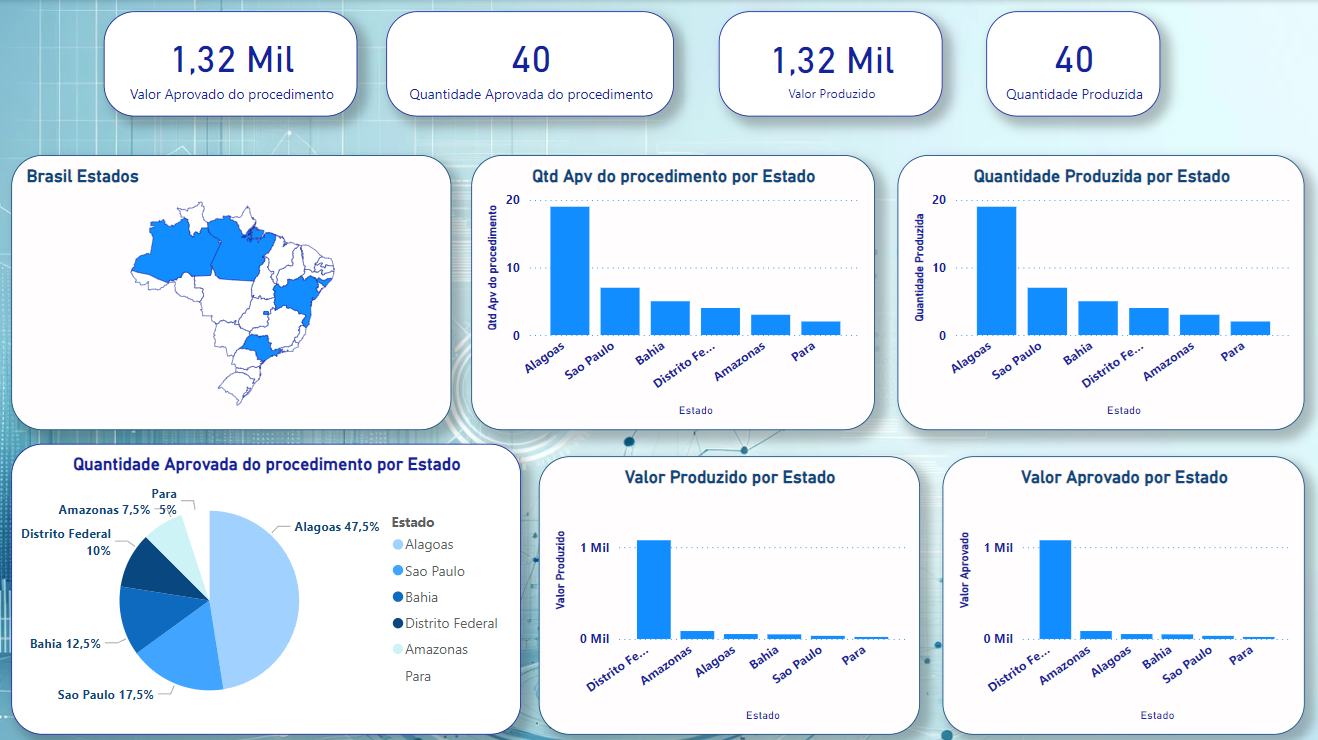 1,32 Mil
Valor Aprovado do procedimento
40
Quantidade Aprovada do procedimento
1,32 Mil
Valor Produzido
40
Quantidade Produzida
Brasil Estados
Qtd Apv do procedimento por Estado
Qtd Apv do procedimento
20
10
0
Alagoas
Sao Paulo
Bahia
Distrito Fe...
Amazonas
Para
Estado
Quantidade Produzida por Estado
Quantidade Produzida
20
10
0
Alagoas
Sao Paulo
Bahia
Distrito Fe...
Amazonas
Para
Estado
Quantidade Aprovada do procedimento por Estado
Para
5%
Amazonas 7,5%
Distrito Federal
10%
Bahia 12,5%
Sao Paulo 17,5%
Alagoas 47,5%
Estado
Alagoas
Sao Paulo
Bahia
Distrito Federal
Amazonas
Para
Valor Produzido por Estado
Valor Produzido
1 Mil
0 Mil
Distrito Fe...
Amazonas
Alagoas
Bahia
Sao Paulo
Para
Estado
Valor Aprovado por Estado
Valor Aprovado
1 Mil
0 Mil
Distrito Fe...
Amazonas
Alagoas
Bahia
Sao Paulo
Para
Estado